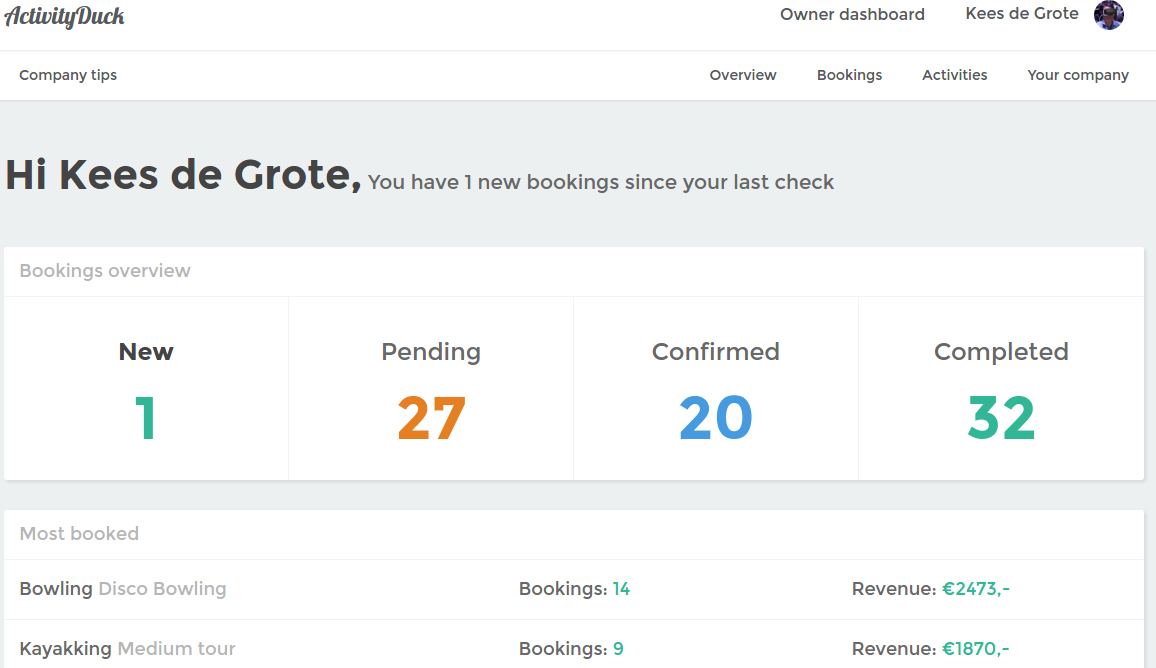 ActivityDuck Owner dashboard Kees de Grote
Company tips Overview Bookings Activities Your company
Hi Kees de Grote, You have 1 new bookings since your last check
Bookings overview
New Pending Confirmed Completed
1 27 20 32
Most booked
Bowling Disco Bowling Bookings: 14 Revenue: €2473,-
Kayakking Medium tour Bookings: 9 Revenue: €1870,-